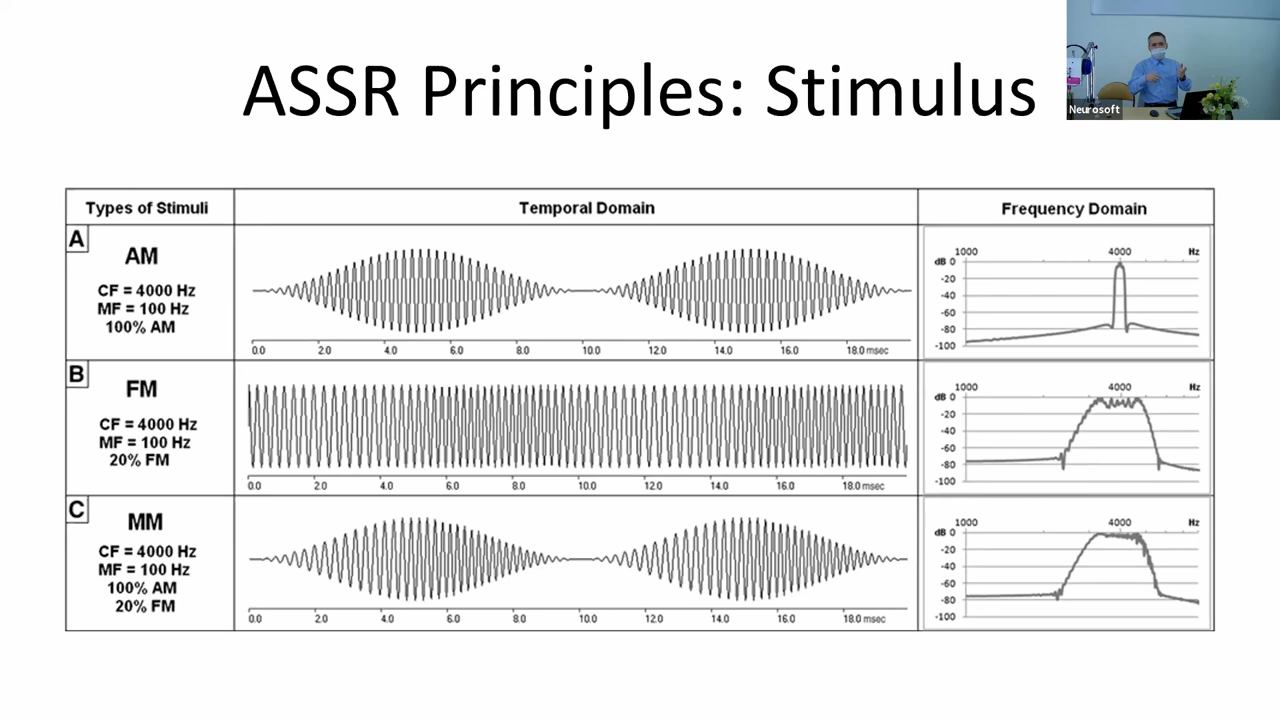 ASSR Principles: Stimulus
Neurosoft
Types of Stimuli
Temporal Domain
Frequency Domain
A
AM
CF = 4000 Hz
MF = 100 Hz
100% AM
0.0 2.0 4.0 6.0 8.0 10.0 12.0 14.0 16.0 18.0 msec
1000 4000 Hz
dB 0
-20
-40
-60
-80
-100
B
FM
CF = 4000 Hz
MF = 100 Hz
20% FM
0.0 2.0 4.0 6.0 8.0 10.0 12.0 14.0 16.0 18.0 msec
1000 4000 Hz
dB 0
-20
-40
-60
-80
-100
C
MM
CF = 4000 Hz
MF = 100 Hz
100% AM
20% FM
0.0 2.0 4.0 6.0 8.0 10.0 12.0 14.0 16.0 18.0 msec
1000 4000 Hz
dB 0
-20
-40
-60
-80
-100